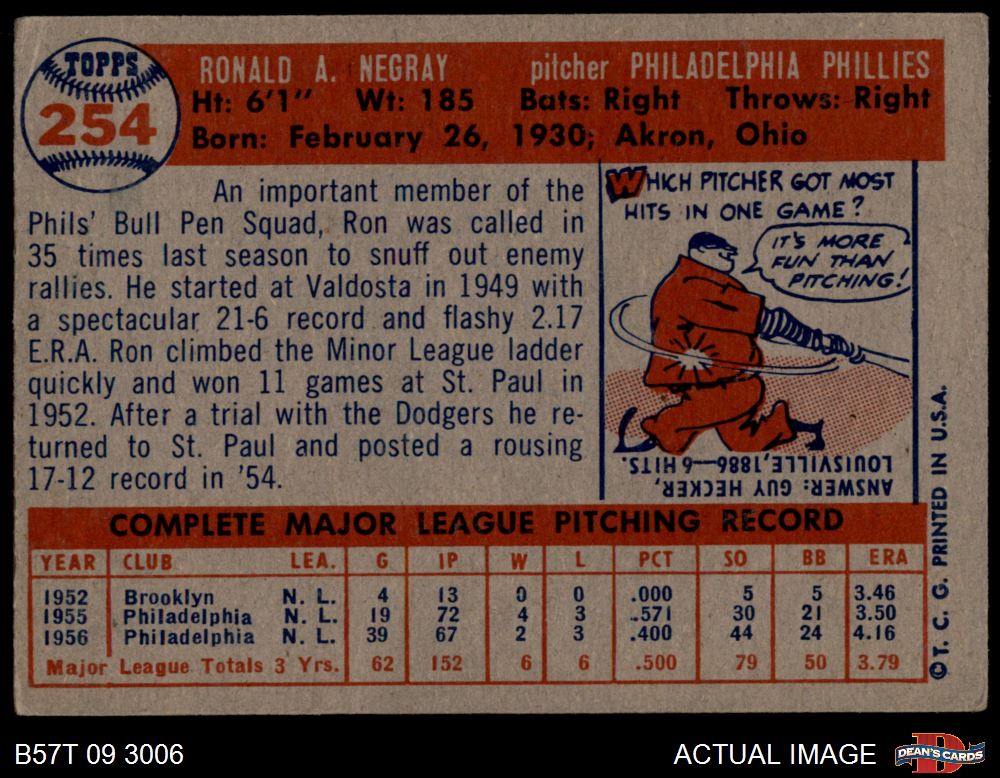 TOPPS
254
RONALD A. NEGRAY pitcher PHILADELPHIA PHILLIES
Ht: 6'1" Wt: 185 Bats: Right Throws: Right
Born: February 26, 1930; Akron, Ohio
An important member of the
Phils' Bull Pen Squad, Ron was called in
35 times last season to snuff out enemy
rallies. He started at Valdosta in 1949 with
a spectacular 21-6 record and flashy 2.17
E.R.A. Ron climbed the Minor League ladder
quickly and won 11 games at St. Paul in
1952. After a trial with the Dodgers he re-
turned to St. Paul and posted a rousing
17-12 record in '54.
WHICH PITCHER GOT MOST
HITS IN ONE GAME?
IT'S MORE
FUN THAN
PITCHING!
ANSWER: GUY HECKER,
LOUISVILLE, 1886—6 HITS.
COMPLETE MAJOR LEAGUE PITCHING RECORD
YEAR CLUB LEA. G IP W L PCT SO BB ERA
1952 Brooklyn N. L. 4 13 0 0 .000 5 5 3.46
1955 Philadelphia N. L. 19 72 4 3 .571 30 21 3.50
1956 Philadelphia N. L. 39 67 2 3 .400 44 24 4.16
Major League Totals 3 Yrs. 62 152 6 6 .500 79 50 3.79
©T. C. G. PRINTED IN U.S.A.
B57T 09 3006
ACTUAL IMAGE
D
DEAN'S CARDS